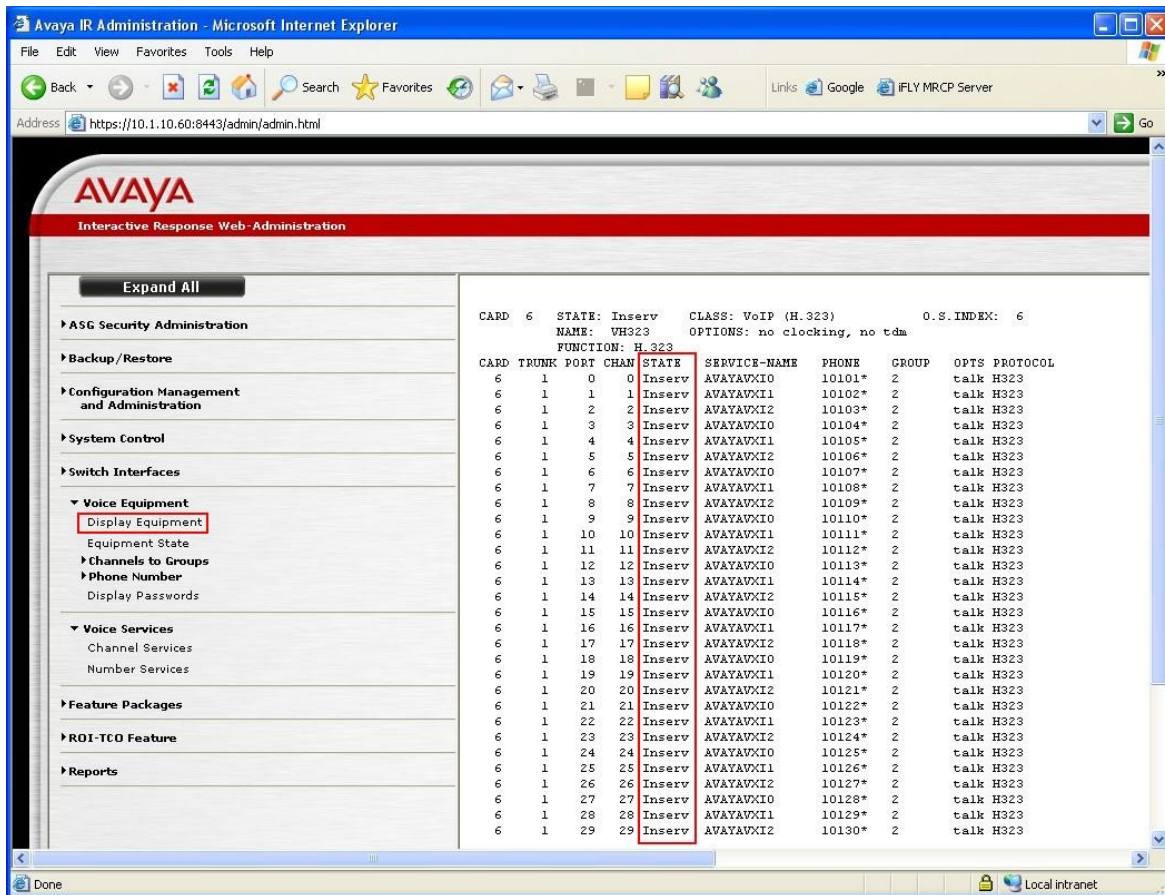 Avaya IR Administration - Microsoft Internet Explorer
File Edit View Favorites Tools Help
Back Search Favorites Links Google iFLY MRCP Server
Address https://10.1.10.60:8443/admin/admin.html Go
AVAYA
Interactive Response Web-Administration
Expand All
ASG Security Administration
Backup/Restore
Configuration Management
and Administration
System Control
Switch Interfaces
Voice Equipment
Display Equipment
Equipment State
Channels to Groups
Phone Number
Display Passwords
Voice Services
Channel Services
Number Services
Feature Packages
ROI-TCO Feature
Reports
CARD 6 STATE: Inserv CLASS: VoIP (H.323) O.S.INDEX: 6
NAME: VH323 OPTIONS: no clocking, no tdm
FUNCTION: H.323
CARD TRUNK PORT CHAN STATE SERVICE-NAME PHONE GROUP OPTS PROTOCOL
6 1 0 0 Inserv AVAYAVXI0 10101* 2 talk H323
6 1 1 1 Inserv AVAYAVXI1 10102* 2 talk H323
6 1 2 2 Inserv AVAYAVXI2 10103* 2 talk H323
6 1 3 3 Inserv AVAYAVXI0 10104* 2 talk H323
6 1 4 4 Inserv AVAYAVXI1 10105* 2 talk H323
6 1 5 5 Inserv AVAYAVXI2 10106* 2 talk H323
6 1 6 6 Inserv AVAYAVXI0 10107* 2 talk H323
6 1 7 7 Inserv AVAYAVXI1 10108* 2 talk H323
6 1 8 8 Inserv AVAYAVXI2 10109* 2 talk H323
6 1 9 9 Inserv AVAYAVXI0 10110* 2 talk H323
6 1 10 10 Inserv AVAYAVXI1 10111* 2 talk H323
6 1 11 11 Inserv AVAYAVXI2 10112* 2 talk H323
6 1 12 12 Inserv AVAYAVXI0 10113* 2 talk H323
6 1 13 13 Inserv AVAYAVXI1 10114* 2 talk H323
6 1 14 14 Inserv AVAYAVXI2 10115* 2 talk H323
6 1 15 15 Inserv AVAYAVXI0 10116* 2 talk H323
6 1 16 16 Inserv AVAYAVXI1 10117* 2 talk H323
6 1 17 17 Inserv AVAYAVXI2 10118* 2 talk H323
6 1 18 18 Inserv AVAYAVXI0 10119* 2 talk H323
6 1 19 19 Inserv AVAYAVXI1 10120* 2 talk H323
6 1 20 20 Inserv AVAYAVXI2 10121* 2 talk H323
6 1 21 21 Inserv AVAYAVXI0 10122* 2 talk H323
6 1 22 22 Inserv AVAYAVXI1 10123* 2 talk H323
6 1 23 23 Inserv AVAYAVXI2 10124* 2 talk H323
6 1 24 24 Inserv AVAYAVXI0 10125* 2 talk H323
6 1 25 25 Inserv AVAYAVXI1 10126* 2 talk H323
6 1 26 26 Inserv AVAYAVXI2 10127* 2 talk H323
6 1 27 27 Inserv AVAYAVXI0 10128* 2 talk H323
6 1 28 28 Inserv AVAYAVXI1 10129* 2 talk H323
6 1 29 29 Inserv AVAYAVXI2 10130* 2 talk H323
Done Local intranet